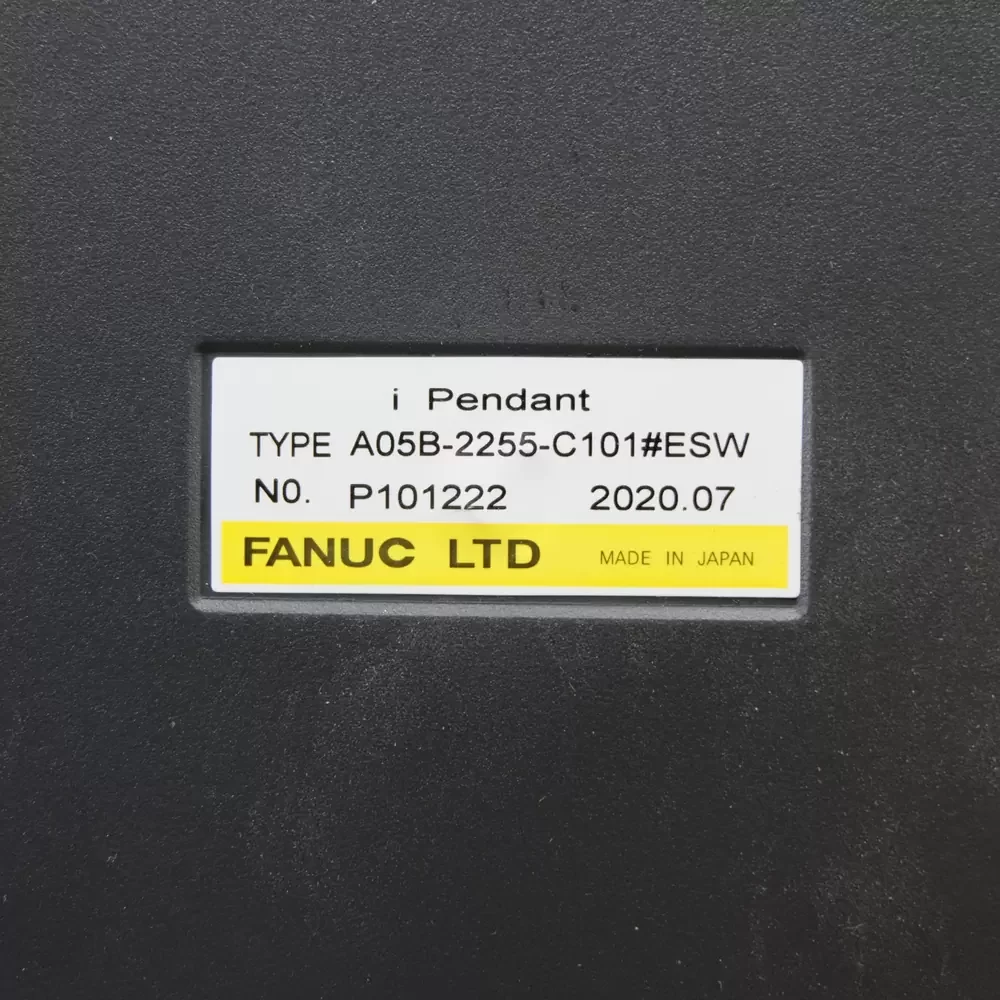 i Pendant
TYPE A05B-2255-C101#ESW
N0. P101222 2020.07
FANUC LTD MADE IN JAPAN